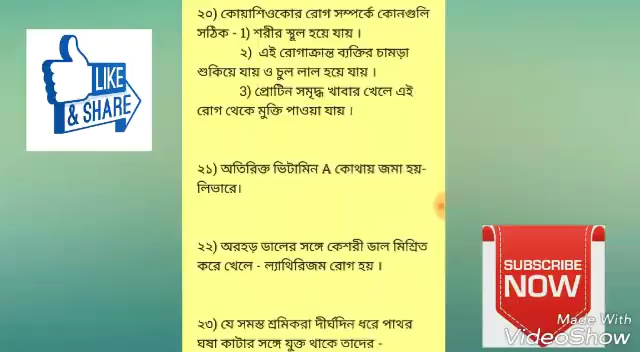 ২০) কোয়াশিওকোর রোগ সম্পর্কে কোনগুলি
সঠিক - 1) শরীর স্থুল হয়ে যায় ।
২) এই রোগাক্রান্ত ব্যক্তির চামড়া
শুকিয়ে যায় ও চুল লাল হয়ে যায় ।
3) প্রোটিন সমৃদ্ধ খাবার খেলে এই
রোগ থেকে মুক্তি পাওয়া যায় ।
২১) অতিরিক্ত ভিটামিন A কোথায় জমা হয়-
লিভারে।
২২) অরহড় ডালের সঙ্গে কেশরী ডাল মিশ্রিত
করে খেলে - ল্যাথিরিজম রোগ হয় ।
২৩) যে সমস্ত শ্রমিকরা দীর্ঘদিন ধরে পাথর
ঘষা কাটার সঙ্গে যুক্ত থাকে তাদের -
LIKE
& SHARE
SUBSCRIBE
NOW
Made With
VideoShow